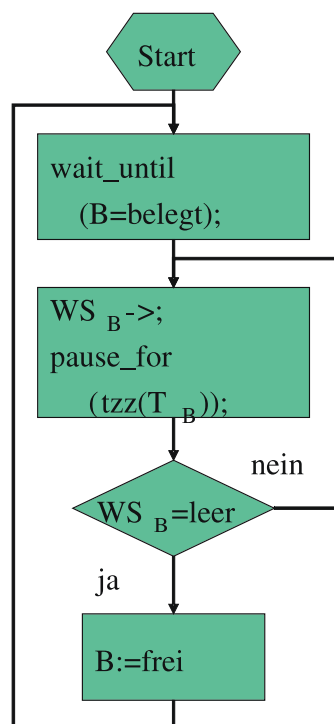 Start
wait_until
(B=belegt);
WS B->;
pause_for
(tzz(T B));
nein
WS B=leer
ja
B:=frei